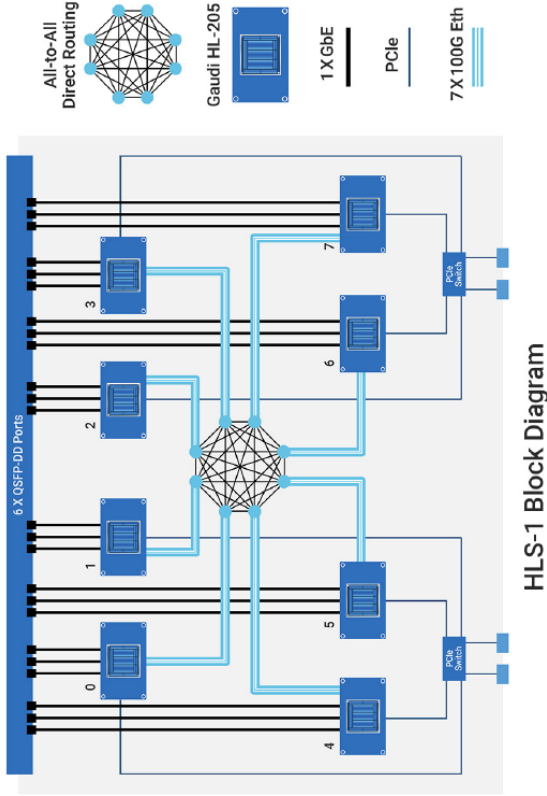 6 X QSFP-DD Ports
0
1
2
3
4
5
6
7
PCIe
Switch
PCIe
Switch
HLS-1 Block Diagram
All-to-All
Direct Routing
Gaudi HL-205
1 X GbE
PCIe
7 X 100G Eth